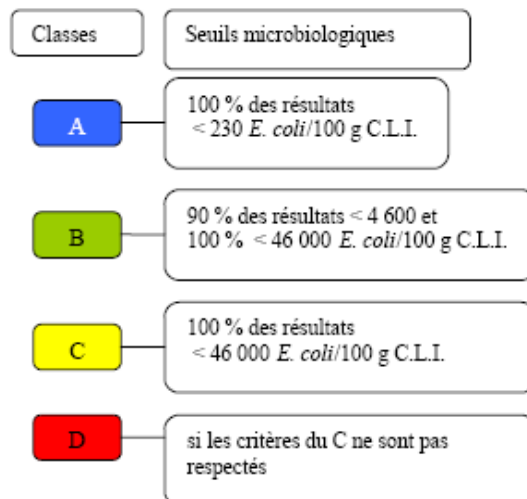 Classes
Seuils microbiologiques
A
100 % des résultats
< 230 E. coli/100 g C.L.I.
B
90 % des résultats < 4 600 et
100 % < 46 000 E. coli/100 g C.L.I.
C
100 % des résultats
< 46 000 E. coli/100 g C.L.I.
D
si les critères du C ne sont pas
respectés